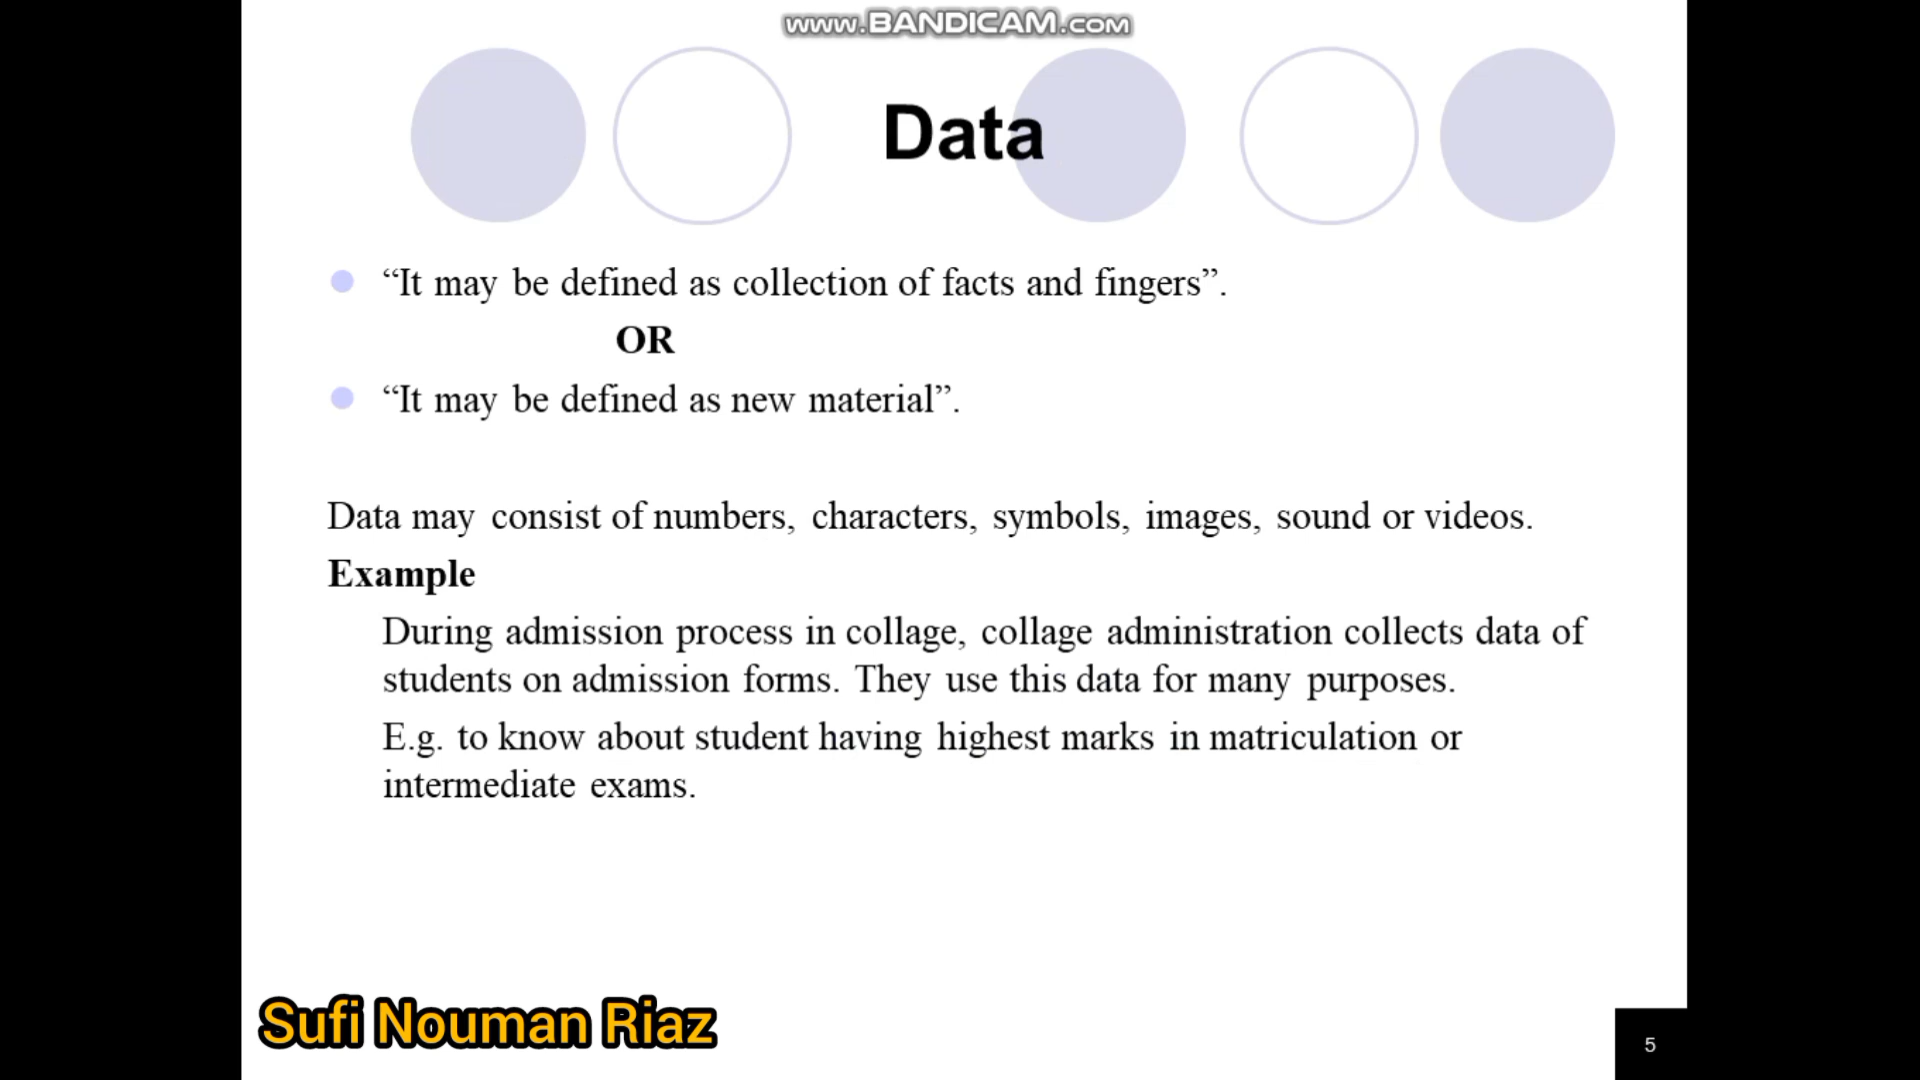 www.BANDICAM.com
Data
“It may be defined as collection of facts and fingers”.
OR
“It may be defined as new material”.
Data may consist of numbers, characters, symbols, images, sound or videos.
Example
During admission process in collage, collage administration collects data of
students on admission forms. They use this data for many purposes.
E.g. to know about student having highest marks in matriculation or
intermediate exams.
Sufi Nouman Riaz
5